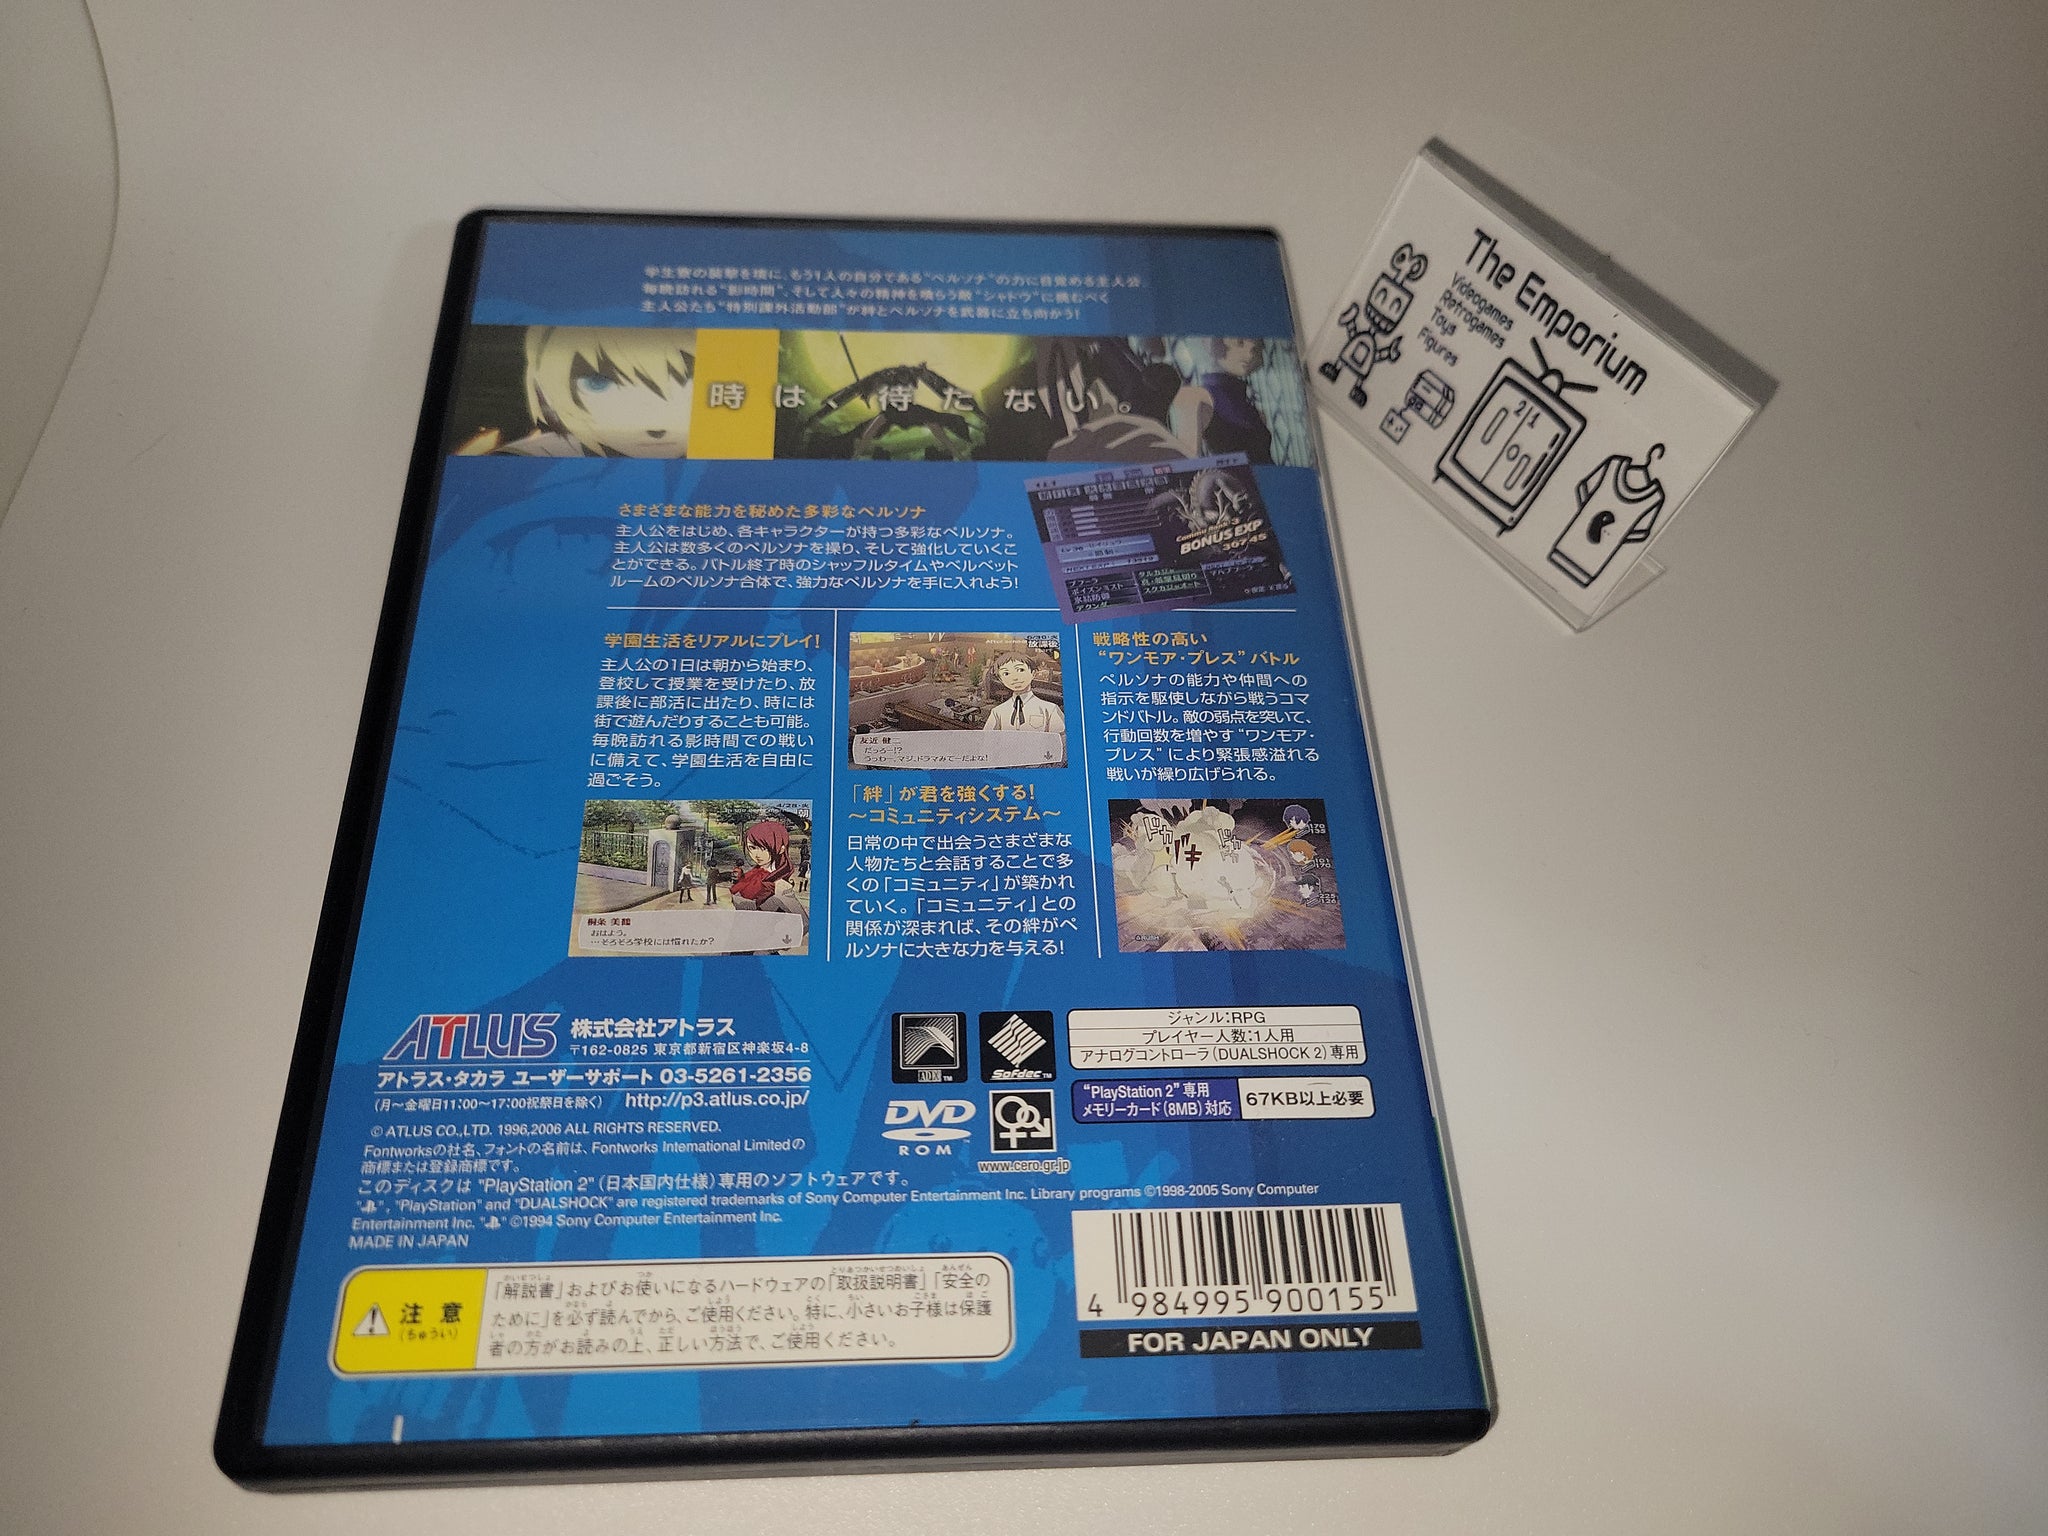 学生寮の襲撃を境に、もう1人の自分である"ペルソナ"の力に目覚める主人公。
毎晩訪れる"影時間"、そして人々の精神を喰らう敵"シャドウ"に挑むべく
主人公たち"特別課外活動部"が絆とペルソナを武器に立ち向かう!
時は、待たない。
さまざまな能力を秘めた多彩なペルソナ
主人公をはじめ、各キャラクターが持つ多彩なペルソナ。
主人公は数多くのペルソナを操り、そして強化していくこ
とができる。バトル終了時のシャッフルタイムやベルベット
ルームのペルソナ合体で、強力なペルソナを手に入れよう!
BONUS EXP
36745
学園生活をリアルにプレイ!
主人公の1日は朝から始まり、
登校して授業を受けたり、放
課後に部活に出たり、時には
街で遊んだりすることも可能。
毎晩訪れる影時間での戦い
に備えて、学園生活を自由に
過ごそう。
4/28・火
朝
桐条 美鶴
おはよう。
…そろそろ学校には慣れたか?
放課後
友近 健二
だっろー!?
うっわー、マジ、ドラマみてーだよな!
「絆」が君を強くする!
〜コミュニティシステム〜
日常の中で出会うさまざまな
人物たちと会話することで多
くの「コミュニティ」が築かれ
ていく。「コミュニティ」との
関係が深まれば、その絆がペ
ルソナに大きな力を与える!
戦略性の高い
"ワンモア・プレス"バトル
ペルソナの能力や仲間への
指示を駆使しながら戦うコマ
ンドバトル。敵の弱点を突いて、
行動回数を増やす"ワンモア・
プレス"により緊張感溢れる
戦いが繰り広げられる。
ATLUS
株式会社アトラス
〒162-0825 東京都新宿区神楽坂4-8
アトラス・タカラ ユーザーサポート 03-5261-2356
(月〜金曜日11:00〜17:00祝祭日を除く) http://p3.atlus.co.jp/
© ATLUS CO.,LTD. 1996,2006 ALL RIGHTS RESERVED.
Fontworksの社名、フォントの名前は、Fontworks International Limitedの
商標または登録商標です。
このディスクは "PlayStation 2"(日本国内仕様)専用のソフトウェアです。
"PlayStation" and "DUALSHOCK" are registered trademarks of Sony Computer Entertainment Inc. Library programs ©1998-2005 Sony Computer
Entertainment Inc. ©1994 Sony Computer Entertainment Inc.
MADE IN JAPAN
ADX™
Sofdec™
DVD
ROM
www.cero.gr.jp
ジャンル:RPG
プレイヤー人数:1人用
アナログコントローラ(DUALSHOCK 2)専用
"PlayStation 2"専用
メモリーカード(8MB)対応
67KB以上必要
注意
(ちゅうい)
「解説書」およびお使いになるハードウェアの「取扱説明書」「安全の
ために」を必ず読んでから、ご使用ください。特に、小さいお子様は保護
者の方がお読みの上、正しい方法で、ご使用ください。
4 984995 900155
FOR JAPAN ONLY
The Emporium
Videogames
Retrogames
Toys
Figures